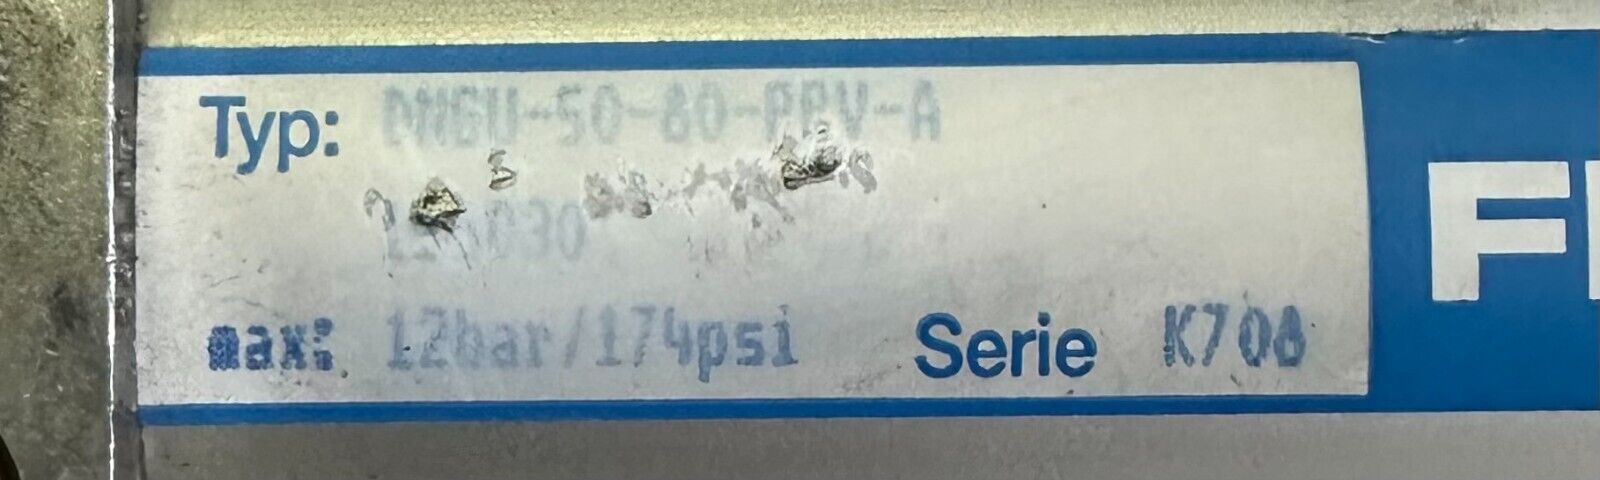 Typ: DNGU-50-80-PPV-A
max: 12bar/174psi Serie K708